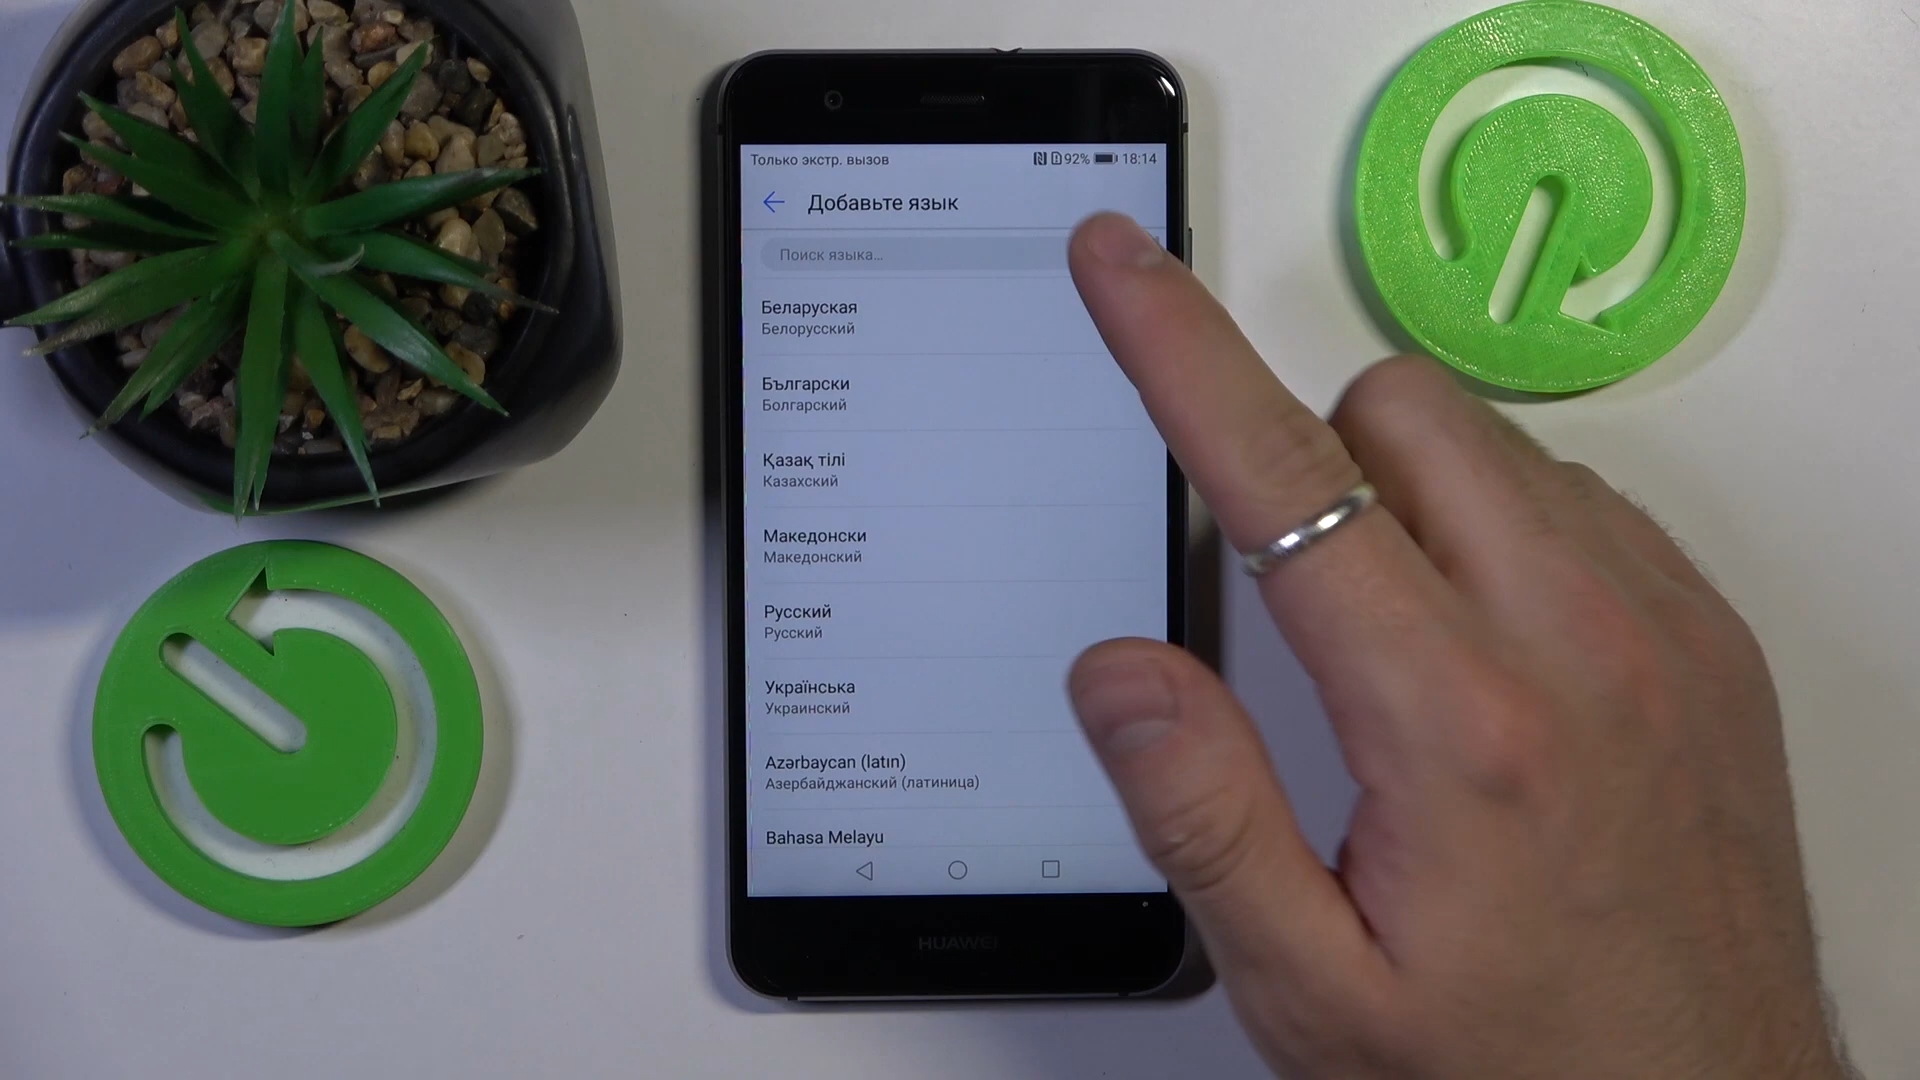 Только экстр. вызов
92% 18:14
Добавьте язык
Поиск языка...
Беларуская
Белорусский
Български
Болгарский
Қазақ тілі
Казахский
Македонски
Македонский
Русский
Русский
Українська
Украинский
Azərbaycan (latın)
Азербайджанский (латиница)
Bahasa Melayu
HUAWEI